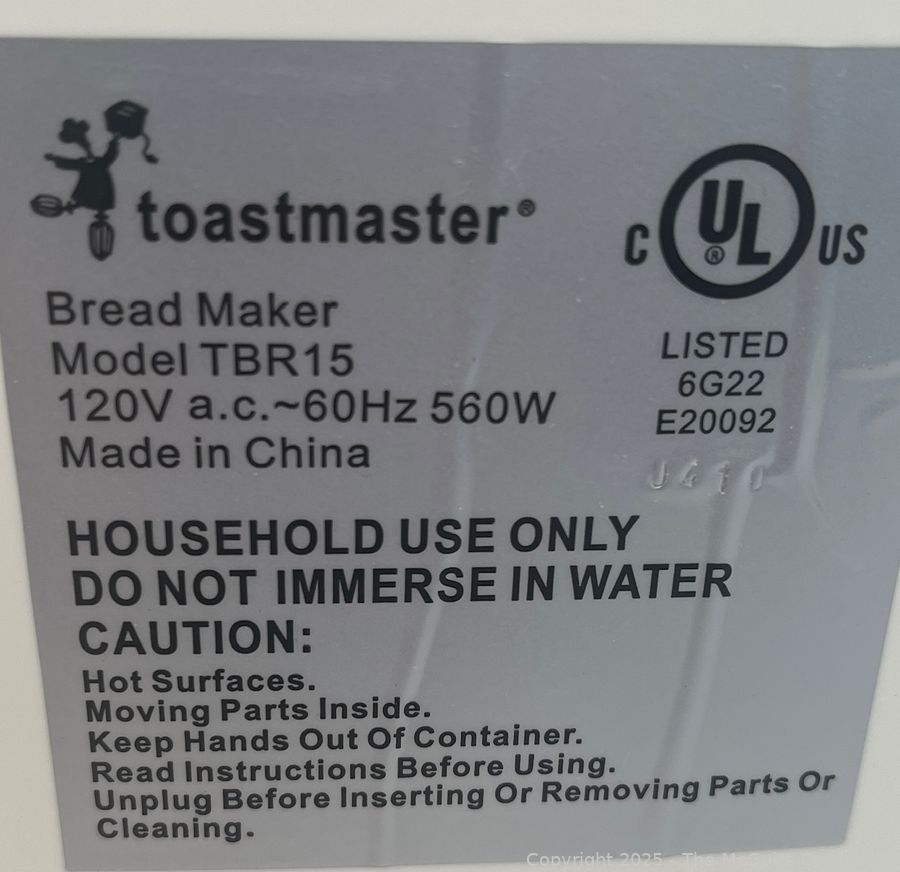 toastmaster®
C UL® US
Bread Maker
Model TBR15
120V a.c.~60Hz 560W
Made in China
LISTED
6G22
E20092
HOUSEHOLD USE ONLY
DO NOT IMMERSE IN WATER
CAUTION:
Hot Surfaces.
Moving Parts Inside.
Keep Hands Out Of Container.
Read Instructions Before Using.
Unplug Before Inserting Or Removing Parts Or
Cleaning.
Copyright 2025 - The McGuire